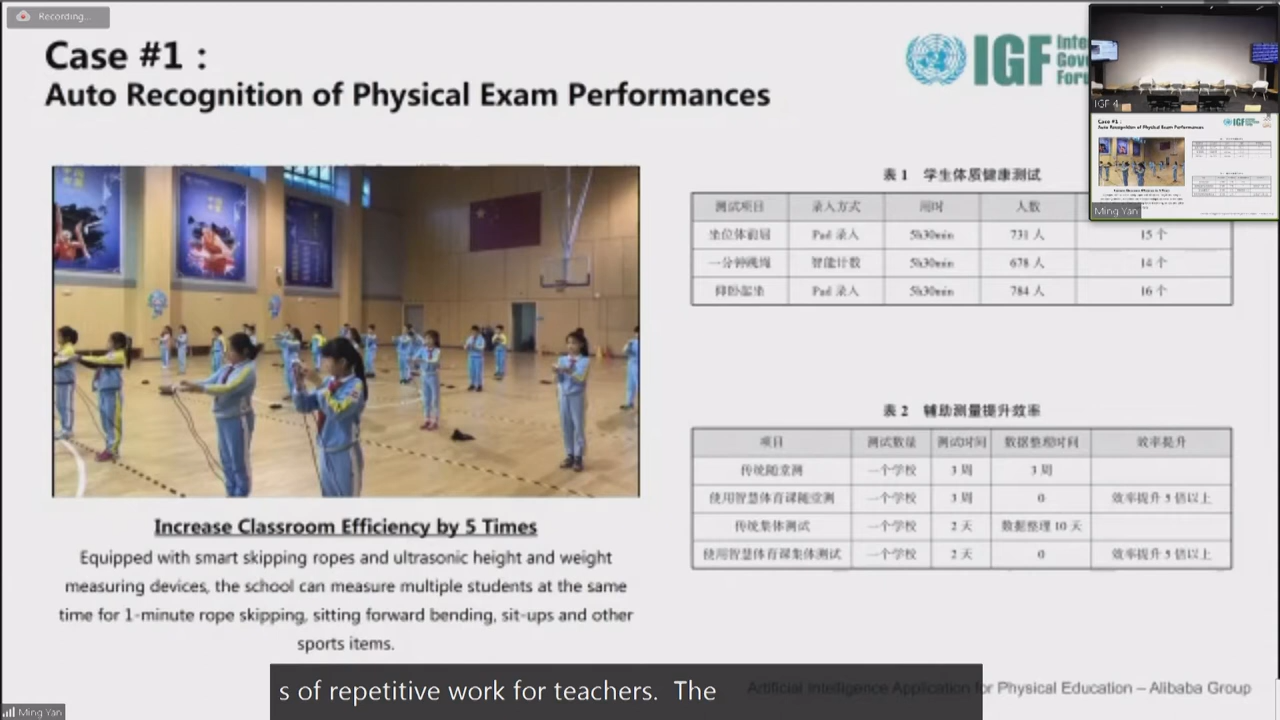 Recording...
Case #1 :
Auto Recognition of Physical Exam Performances
IGF
IGF 4
Ming Yan
表 1 学生体质健康测试
测试项目 录入方式 用时 人数
坐位体前屈 Pad 录入 5h30min 731 人 15 个
一分钟跳绳 智能计数 5h30min 678 人 14 个
仰卧起坐 Pad 录入 5h30min 784 人 16 个
表 2 辅助测量提升效率
项目 测试数量 测试时间 数据整理时间 效率提升
传统随堂测 一个学校 3 周 3 周
使用智慧体育课随堂测 一个学校 3 周 0 效率提升 5 倍以上
传统集体测试 一个学校 2 天 数据整理 10 天
使用智慧体育课集体测试 一个学校 2 天 0 效率提升 5 倍以上
Increase Classroom Efficiency by 5 Times
Equipped with smart skipping ropes and ultrasonic height and weight
measuring devices, the school can measure multiple students at the same
time for 1-minute rope skipping, sitting forward bending, sit-ups and other
sports items.
s of repetitive work for teachers. The
Artificial Intelligence Application for Physical Education – Alibaba Group
Ming Yan